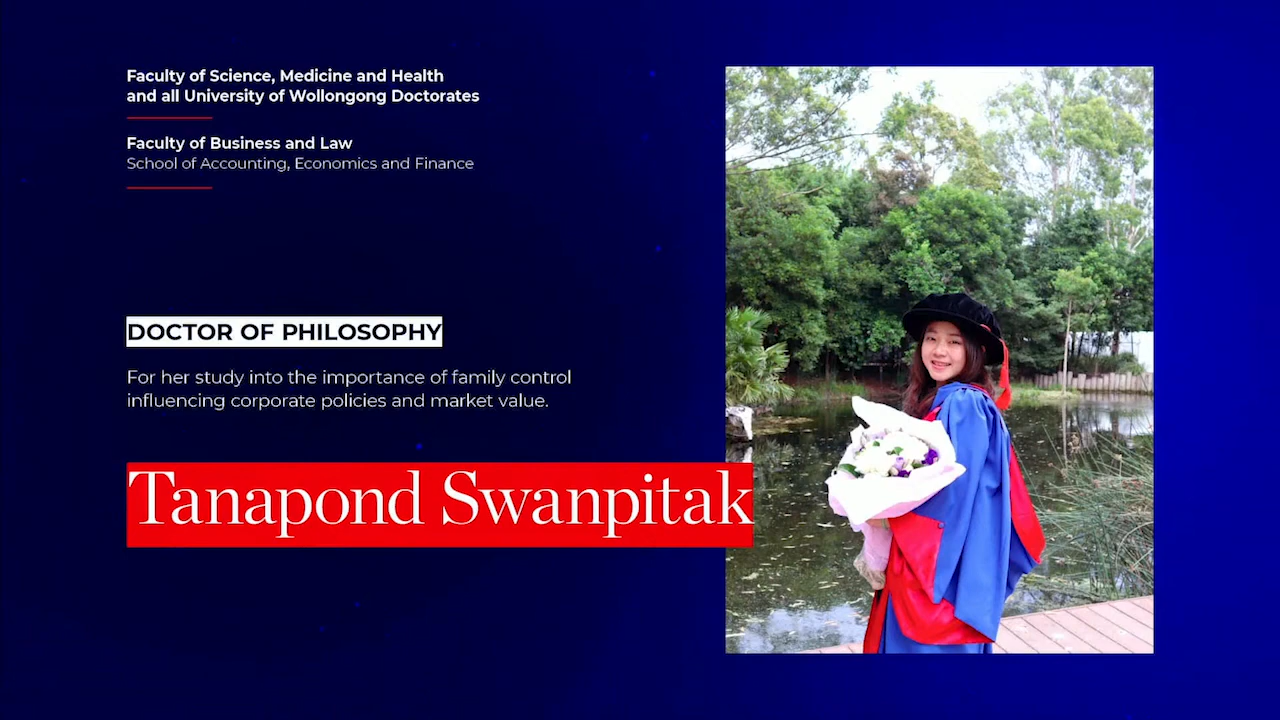 Faculty of Science, Medicine and Health
and all University of Wollongong Doctorates
Faculty of Business and Law
School of Accounting, Economics and Finance
DOCTOR OF PHILOSOPHY
For her study into the importance of family control
influencing corporate policies and market value.
Tanapond Swanpitak